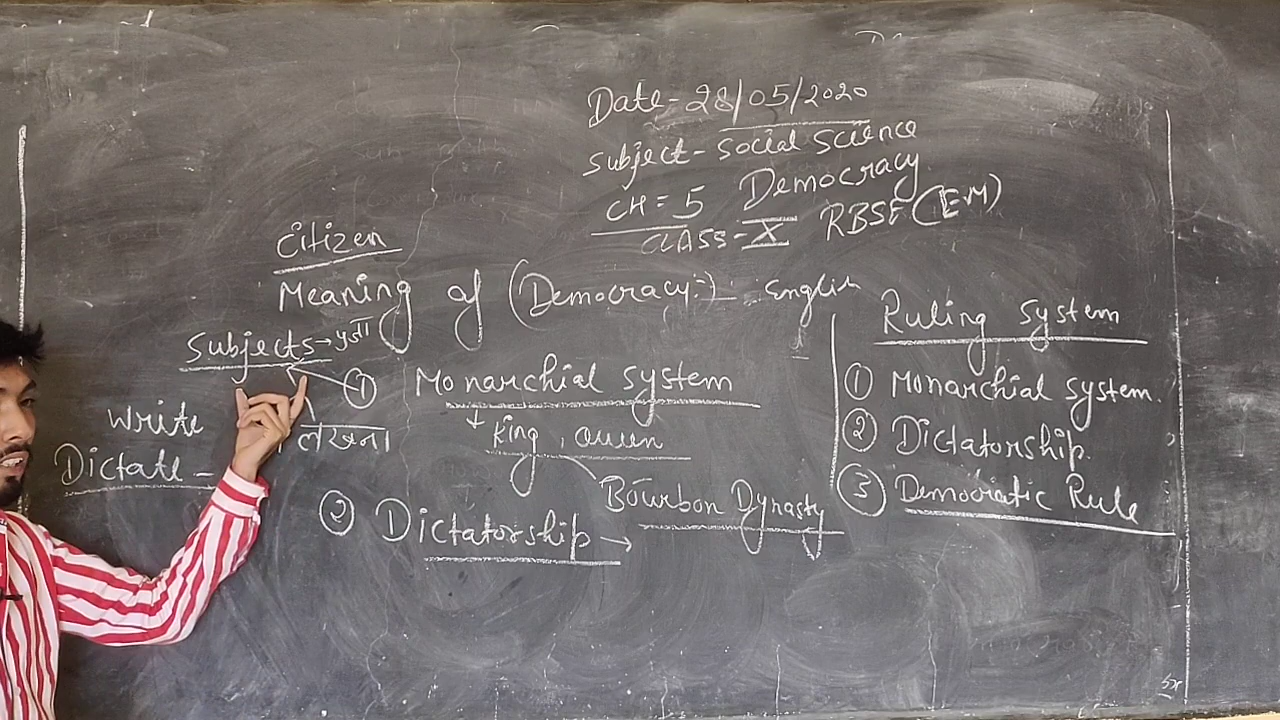 Date - 28/05/2020
Subject - Social Science
CH = 5 Democracy
CLASS - X RBSE (EM)
Citizen
Meaning of (Democracy:-) English
Subjects → प्रजा
① Monarchial system
King, Queen
Write
लेखना
Dictate -
Bourbon Dynasty
② Dictatorship →
Ruling System
① Monarchial system.
② Dictatorship.
③ Democratic Rule